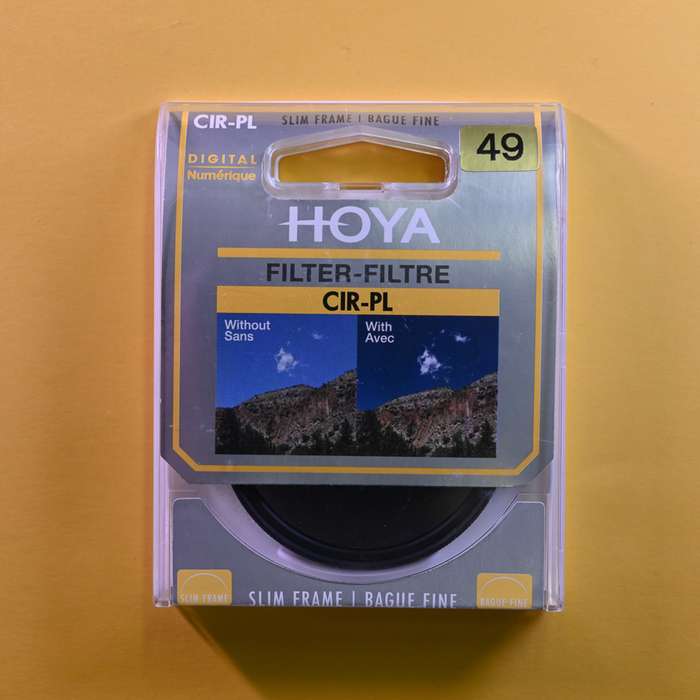 CIR-PL
SLIM FRAME | BAGUE FINE
49
DIGITAL
Numérique
HOYA
FILTER-FILTRE
CIR-PL
Without
Sans
With
Avec
SLIM FRAME
SLIM FRAME | BAGUE FINE
BAGUE FINE